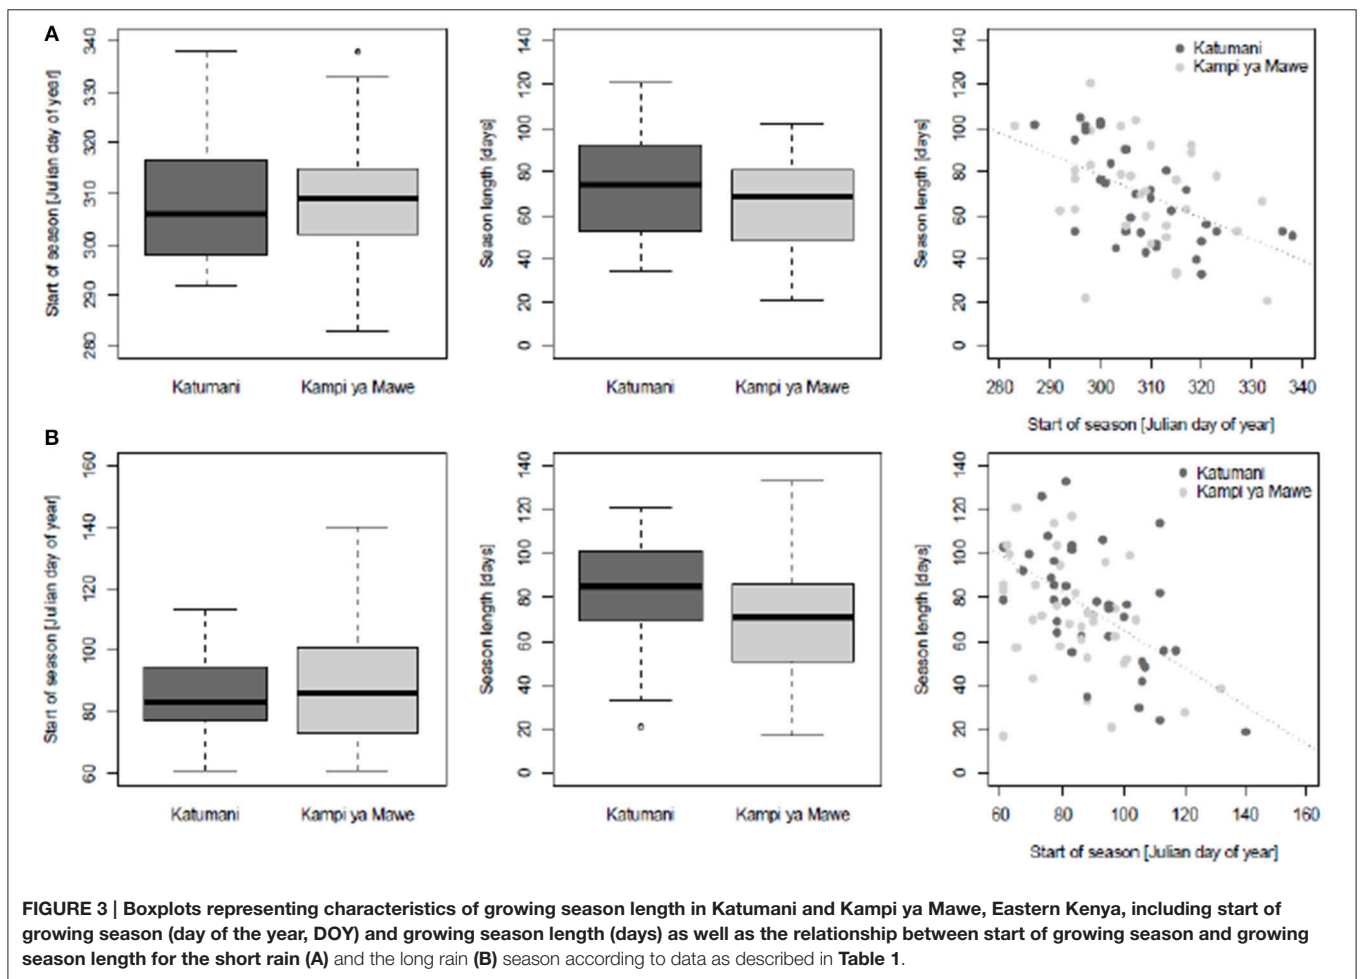 A
Start of season [Julian day of year]
340
330
320
310
300
290
280
Katumani
Kampi ya Mawe
Season length [days]
140
120
100
80
60
40
20
0
Katumani
Kampi ya Mawe
Season length [days]
140
120
100
80
60
40
20
0
Katumani
Kampi ya Mawe
280 290 300 310 320 330 340
Start of season [Julian day of year]
B
Start of season [Julian day of year]
160
140
120
100
80
60
Katumani
Kampi ya Mawe
Season length [days]
140
120
100
80
60
40
20
0
Katumani
Kampi ya Mawe
Season length [days]
140
120
100
80
60
40
20
0
Katumani
Kampi ya Mawe
60 80 100 120 140 160
Start of season [Julian day of year]
FIGURE 3 | Boxplots representing characteristics of growing season length in Katumani and Kampi ya Mawe, Eastern Kenya, including start of
growing season (day of the year, DOY) and growing season length (days) as well as the relationship between start of growing season and growing
season length for the short rain (A) and the long rain (B) season according to data as described in Table 1.